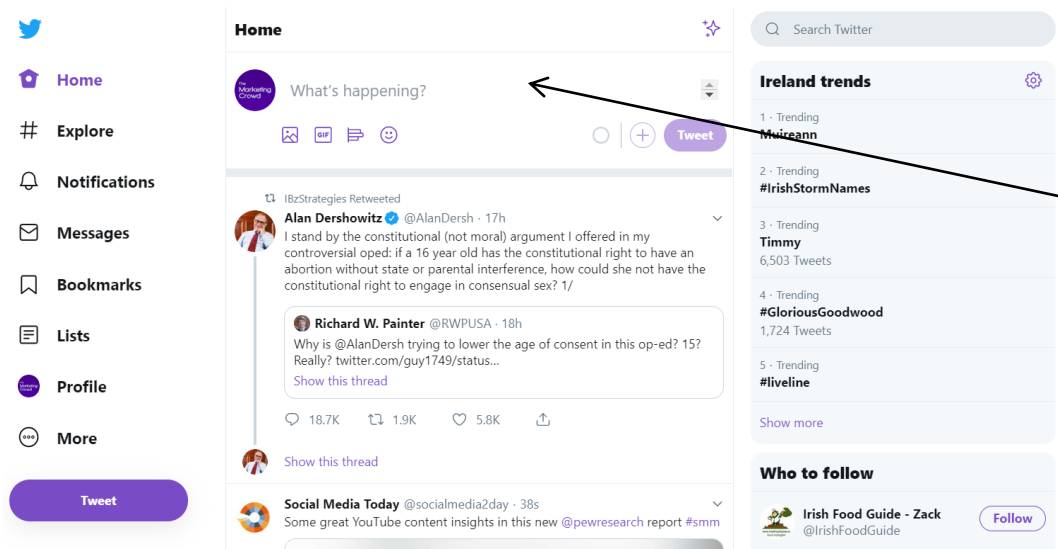 Home
Explore
Notifications
Messages
Bookmarks
Lists
Profile
More
Tweet
Home
The
Marketing
Crowd
What's happening?
GIF
Tweet
IBzStrategies Retweeted
Alan Dershowitz @AlanDersh · 17h
I stand by the constitutional (not moral) argument I offered in my
controversial oped: if a 16 year old has the constitutional right to have an
abortion without state or parental interference, how could she not have the
constitutional right to engage in consensual sex? 1/
Richard W. Painter @RWPUSA · 18h
Why is @AlanDersh trying to lower the age of consent in this op-ed? 15?
Really? twitter.com/guy1749/status...
Show this thread
18.7K 1.9K 5.8K
Show this thread
Social Media Today @socialmedia2day · 38s
Some great YouTube content insights in this new @pewresearch report #smm
Search Twitter
Ireland trends
1 · Trending
Muireann
2 · Trending
#IrishStormNames
3 · Trending
Timmy
6,503 Tweets
4 · Trending
#GloriousGoodwood
1,724 Tweets
5 · Trending
#liveline
Show more
Who to follow
Irish Food Guide - Zack
@IrishFoodGuide
Follow